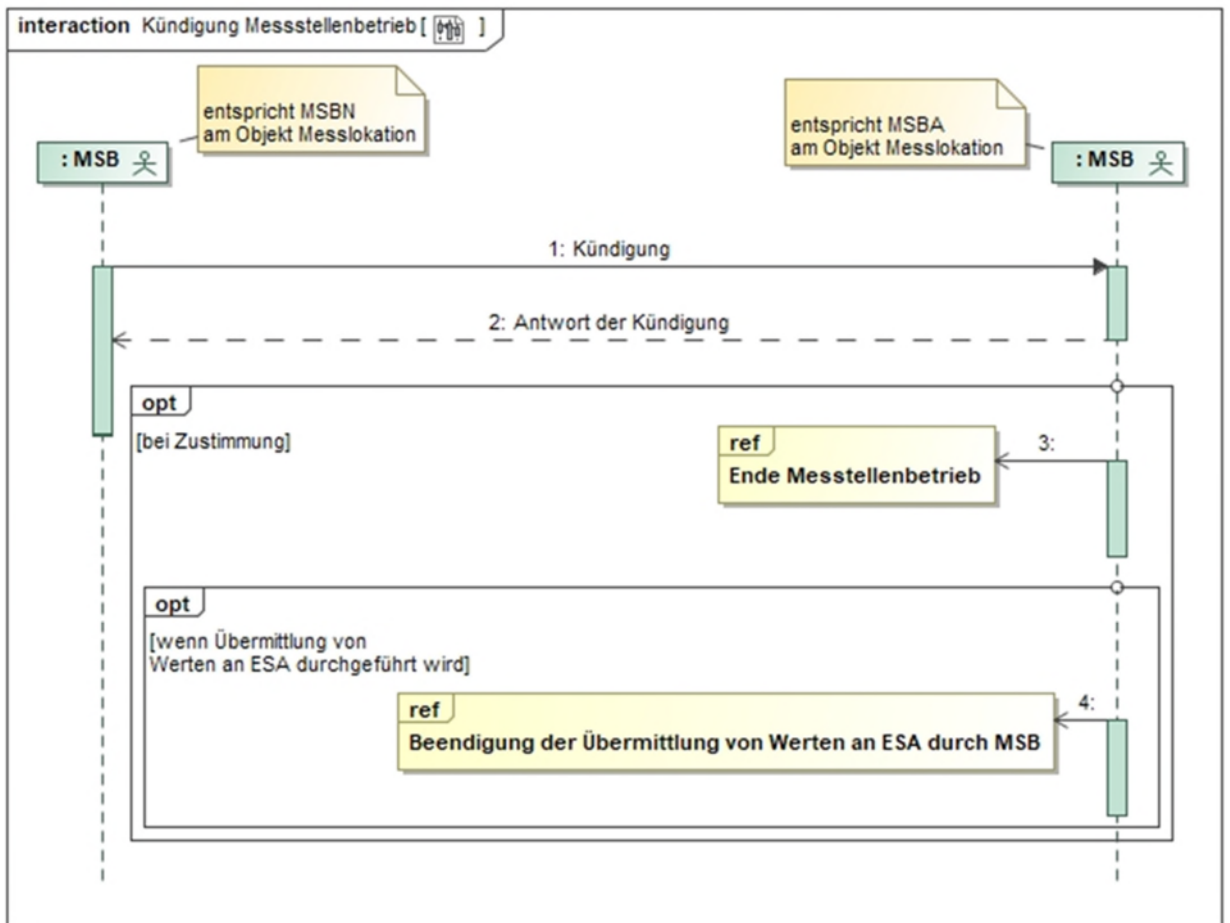 interaction Kündigung Messstellenbetrieb [ ]
entspricht MSBN
am Objekt Messlokation
entspricht MSBA
am Objekt Messlokation
: MSB
: MSB
1: Kündigung
2: Antwort der Kündigung
opt
[bei Zustimmung]
ref
3:
Ende Messtellenbetrieb
opt
[wenn Übermittlung von
Werten an ESA durchgeführt wird]
ref
4:
Beendigung der Übermittlung von Werten an ESA durch MSB